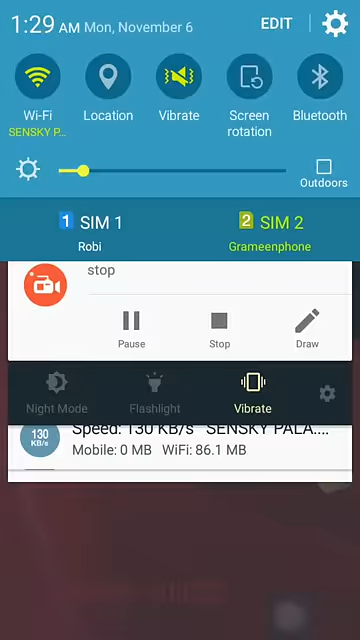 1:29 AM Mon, November 6 EDIT
Wi-Fi Location Vibrate Screen rotation Bluetooth
SENSKY P...
Outdoors
1 SIM 1 2 SIM 2
Robi Grameenphone
stop
Pause Stop Draw
Night Mode Flashlight Vibrate
130 KB/s
Speed: 130 KB/s SENSKY PALA....
Mobile: 0 MB WiFi: 86.1 MB